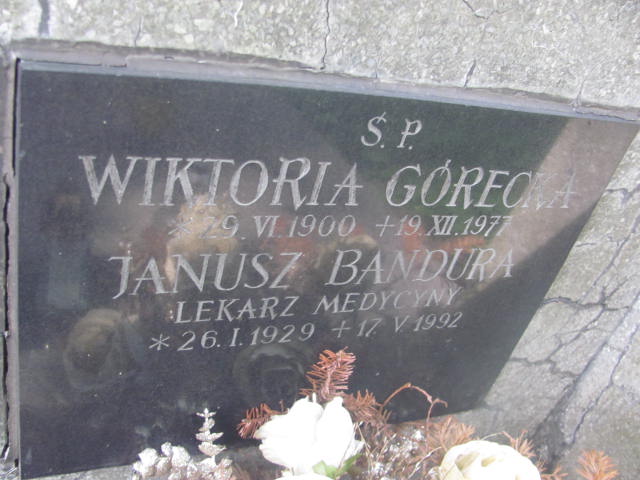 Ś. P.
WIKTORIA GÓRECKA
* 29. VI. 1900 + 19. XII. 1977
JANUSZ BANDURA
LEKARZ MEDYCYNY
* 26. I. 1929 + 17. V 1992